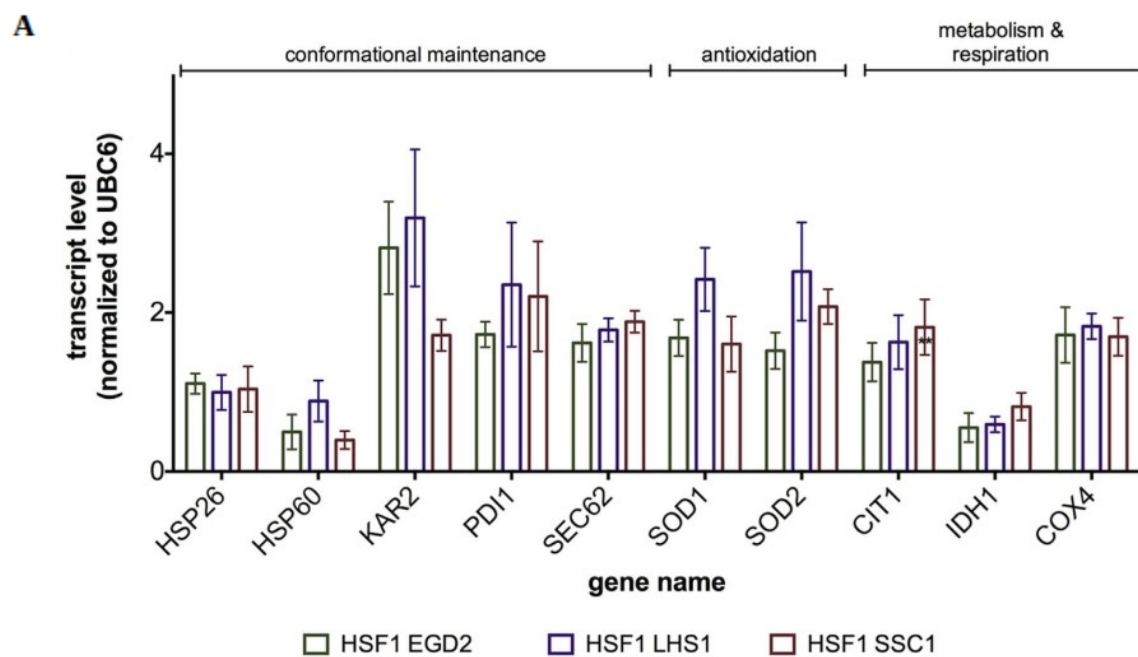 A
conformational maintenance
antioxidation
metabolism &
respiration
transcript level
(normalized to UBC6)
4
2
0
**
HSP26
HSP60
KAR2
PDI1
SEC62
SOD1
SOD2
CIT1
IDH1
COX4
gene name
HSF1 EGD2
HSF1 LHS1
HSF1 SSC1